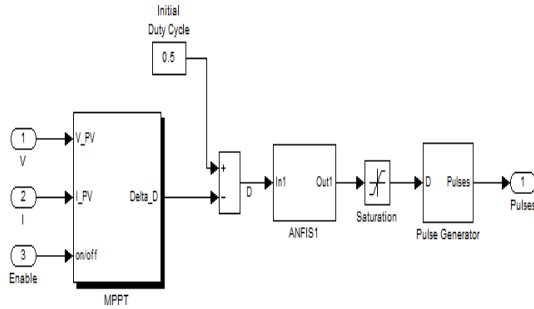 Initial
Duty Cycle
0.5
1
V
V_PV
2
I
I_PV
Delta_D
3
Enable
on/off
MPPT
+
−
D
In1
Out1
ANFIS1
Saturation
D
Pulses
Pulse Generator
1
Pulses